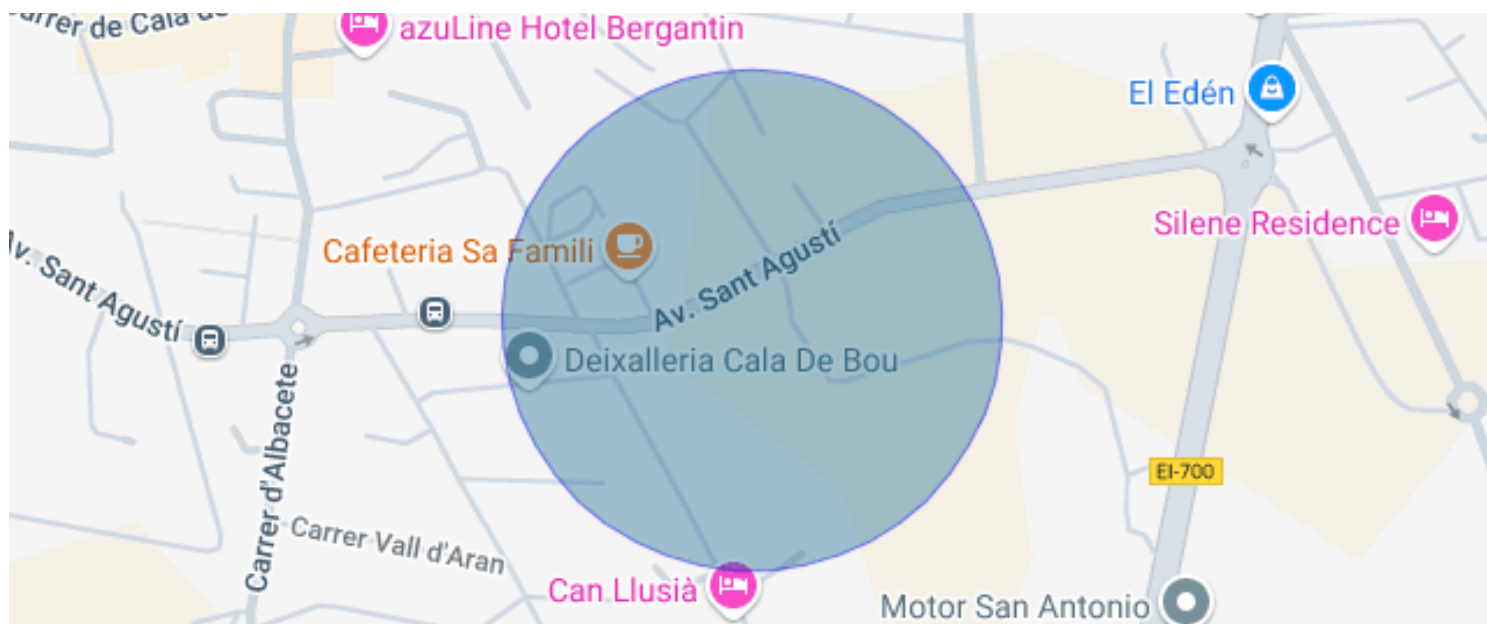 Carrer de Cala de
azuLine Hotel Bergantin
El Edén
Silene Residence
Cafeteria Sa Famili
Av. Sant Agustí
Av. Sant Agustí
Deixalleria Cala De Bou
Carrer d'Albacete
EI-700
Carrer Vall d'Aran
Can Llusià
Motor San Antonio